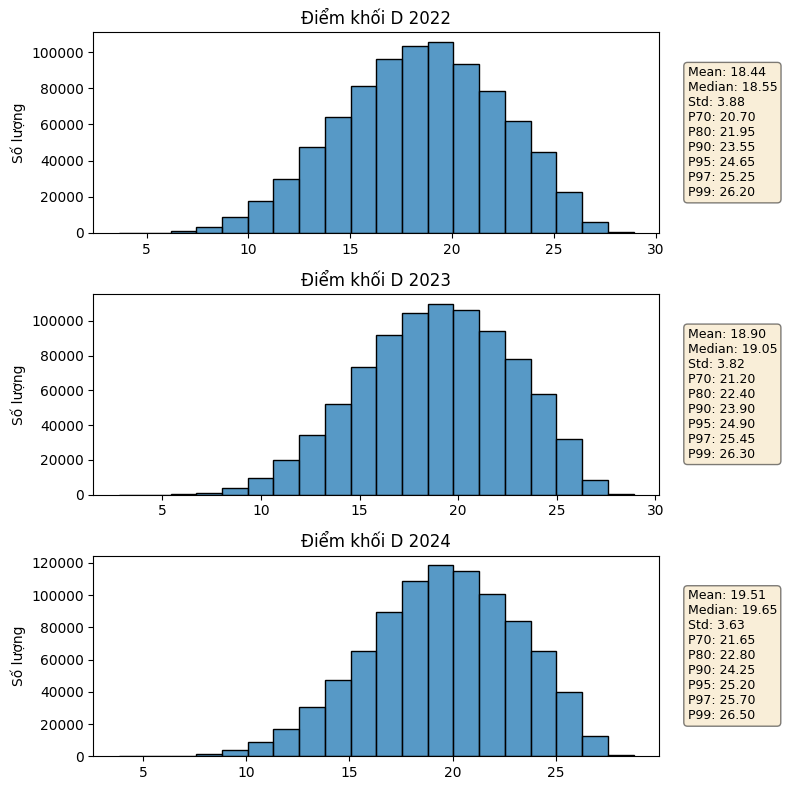 Điểm khối D 2022
Số lượng
100000
80000
60000
40000
20000
0
5
10
15
20
25
30
Mean: 18.44
Median: 18.55
Std: 3.88
P70: 20.70
P80: 21.95
P90: 23.55
P95: 24.65
P97: 25.25
P99: 26.20
Điểm khối D 2023
Số lượng
100000
80000
60000
40000
20000
0
5
10
15
20
25
30
Mean: 18.90
Median: 19.05
Std: 3.82
P70: 21.20
P80: 22.40
P90: 23.90
P95: 24.90
P97: 25.45
P99: 26.30
Điểm khối D 2024
Số lượng
120000
100000
80000
60000
40000
20000
0
5
10
15
20
25
Mean: 19.51
Median: 19.65
Std: 3.63
P70: 21.65
P80: 22.80
P90: 24.25
P95: 25.20
P97: 25.70
P99: 26.50